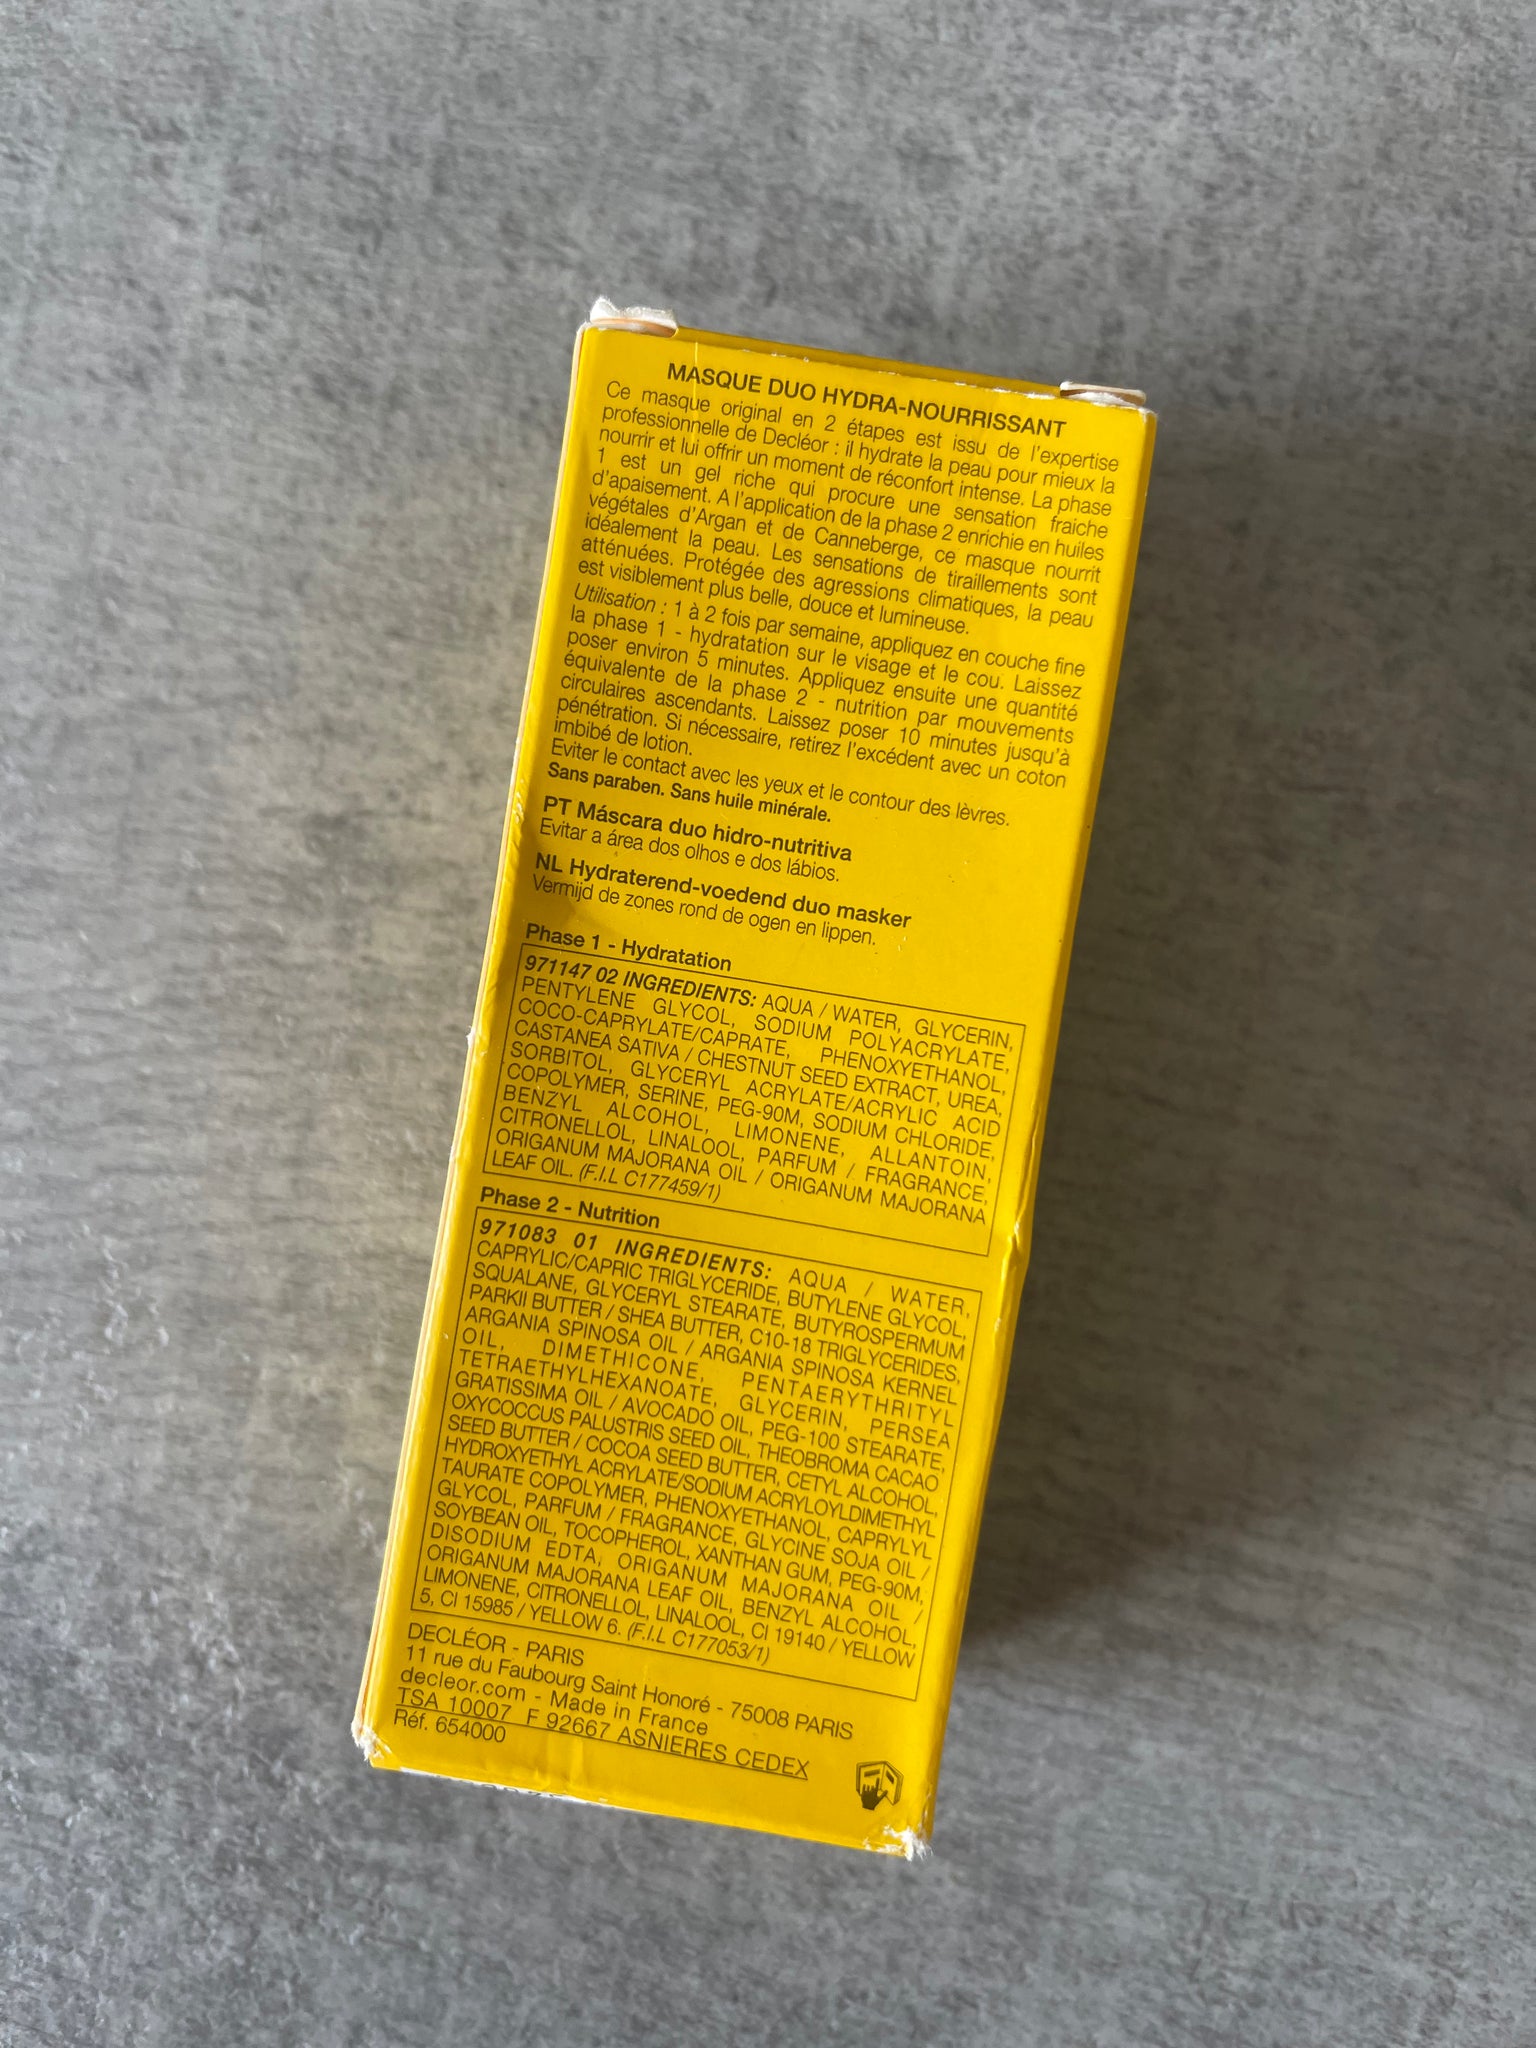 MASQUE DUO HYDRA-NOURRISSANT
Ce masque original en 2 étapes est issu de l'expertise
professionnelle de Decléor : il hydrate la peau pour mieux la
nourrir et lui offrir un moment de réconfort intense. La phase
1 est un gel riche qui procure une sensation fraiche
d'apaisement. A l'application de la phase 2 enrichie en huiles
végétales d'Argan et de Canneberge, ce masque nourrit
idéalement la peau. Les sensations de tiraillements sont
atténuées. Protégée des agressions climatiques, la peau
est visiblement plus belle, douce et lumineuse.
Utilisation : 1 à 2 fois par semaine, appliquez en couche fine
la phase 1 - hydratation sur le visage et le cou. Laissez
poser environ 5 minutes. Appliquez ensuite une quantité
équivalente de la phase 2 - nutrition par mouvements
circulaires ascendants. Laissez poser 10 minutes jusqu'à
pénétration. Si nécessaire, retirez l'excédent avec un coton
imbibé de lotion.
Eviter le contact avec les yeux et le contour des lèvres.
Sans paraben. Sans huile minérale.
PT Máscara duo hidro-nutritiva
Evitar a área dos olhos e dos lábios.
NL Hydraterend-voedend duo masker
Vermijd de zones rond de ogen en lippen.
Phase 1 - Hydratation
971147 02 INGREDIENTS: AQUA / WATER, GLYCERIN,
PENTYLENE GLYCOL, SODIUM POLYACRYLATE,
COCO-CAPRYLATE/CAPRATE, PHENOXYETHANOL,
CASTANEA SATIVA / CHESTNUT SEED EXTRACT, UREA,
SORBITOL, GLYCERYL ACRYLATE/ACRYLIC ACID
COPOLYMER, SERINE, PEG-90M, SODIUM CHLORIDE,
BENZYL ALCOHOL, LIMONENE, ALLANTOIN,
CITRONELLOL, LINALOOL, PARFUM / FRAGRANCE,
ORIGANUM MAJORANA OIL / ORIGANUM MAJORANA
LEAF OIL. (F.I.L C177459/1)
Phase 2 - Nutrition
971083 01 INGREDIENTS: AQUA / WATER,
CAPRYLIC/CAPRIC TRIGLYCERIDE, BUTYLENE GLYCOL,
SQUALANE, GLYCERYL STEARATE, BUTYROSPERMUM
PARKII BUTTER / SHEA BUTTER, C10-18 TRIGLYCERIDES,
ARGANIA SPINOSA OIL / ARGANIA SPINOSA KERNEL
OIL, DIMETHICONE, PENTAERYTHRITYL
TETRAETHYLHEXANOATE, GLYCERIN, PERSEA
GRATISSIMA OIL / AVOCADO OIL, PEG-100 STEARATE,
OXYCOCCUS PALUSTRIS SEED OIL, THEOBROMA CACAO
SEED BUTTER / COCOA SEED BUTTER, CETYL ALCOHOL,
HYDROXYETHYL ACRYLATE/SODIUM ACRYLOYLDIMETHYL
TAURATE COPOLYMER, PHENOXYETHANOL, CAPRYLYL
GLYCOL, PARFUM / FRAGRANCE, GLYCINE SOJA OIL /
SOYBEAN OIL, TOCOPHEROL, XANTHAN GUM, PEG-90M,
DISODIUM EDTA, ORIGANUM MAJORANA OIL /
ORIGANUM MAJORANA LEAF OIL, BENZYL ALCOHOL,
LIMONENE, CITRONELLOL, LINALOOL, CI 19140 / YELLOW
5, CI 15985 / YELLOW 6. (F.I.L C177053/1)
DECLÉOR - PARIS
11 rue du Faubourg Saint Honoré - 75008 PARIS
decleor.com - Made in France
TSA 10007 F 92667 ASNIERES CEDEX
Réf. 654000